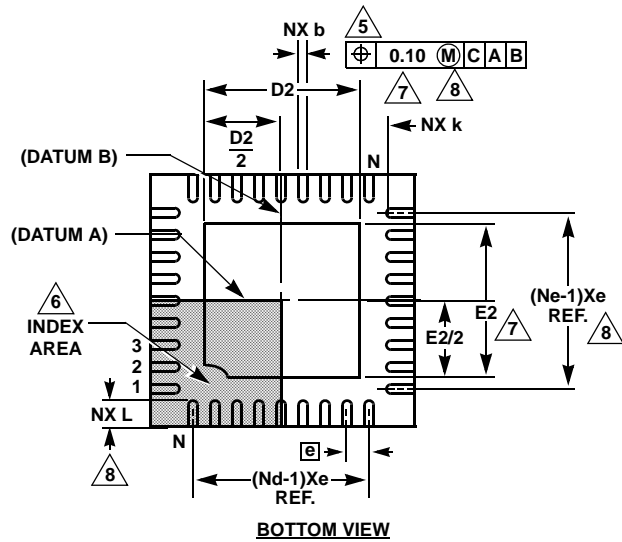 NX b
5
⌖ 0.10 Ⓜ C A B
7
8
D2
D2
2
NX k
N
(DATUM B)
(DATUM A)
6
INDEX
AREA
3
2
1
NX L
8
N
E2/2
E2
7
(Ne-1)Xe
REF.
8
e
(Nd-1)Xe
REF.
BOTTOM VIEW